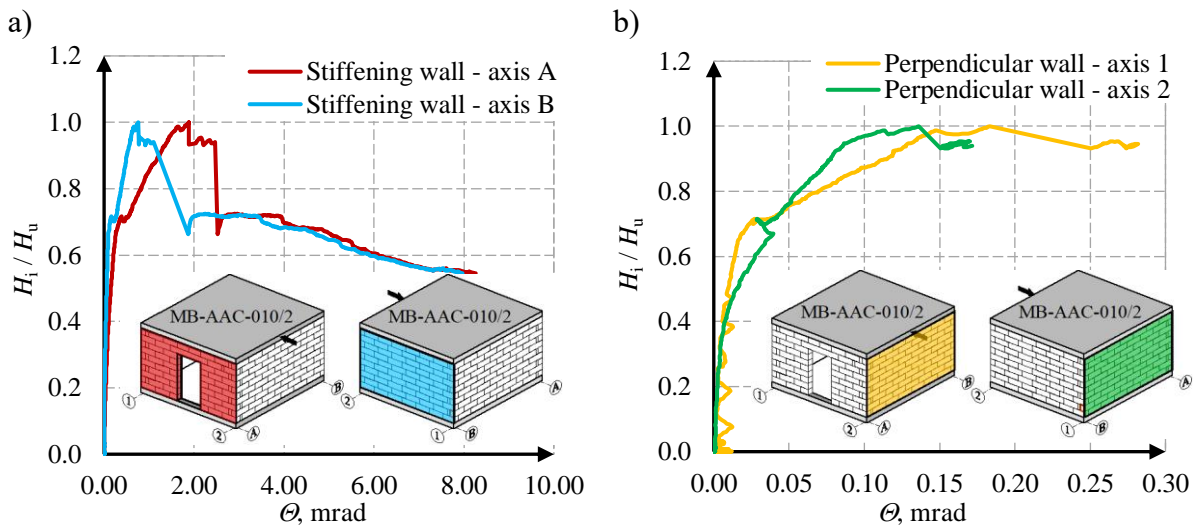 a)
1.2
1.0
0.8
0.6
0.4
0.2
0.0
H_i / H_u
Stiffening wall - axis A
Stiffening wall - axis B
MB-AAC-010/2
1
2
A
B
MB-AAC-010/2
2
1
B
A
0.00 2.00 4.00 6.00 8.00 10.00
Θ, mrad
b)
1.2
1.0
0.8
0.6
0.4
0.2
0.0
H_i / H_u
Perpendicular wall - axis 1
Perpendicular wall - axis 2
MB-AAC-010/2
1
2
A
B
MB-AAC-010/2
2
1
B
A
0.00 0.05 0.10 0.15 0.20 0.25 0.30
Θ, mrad